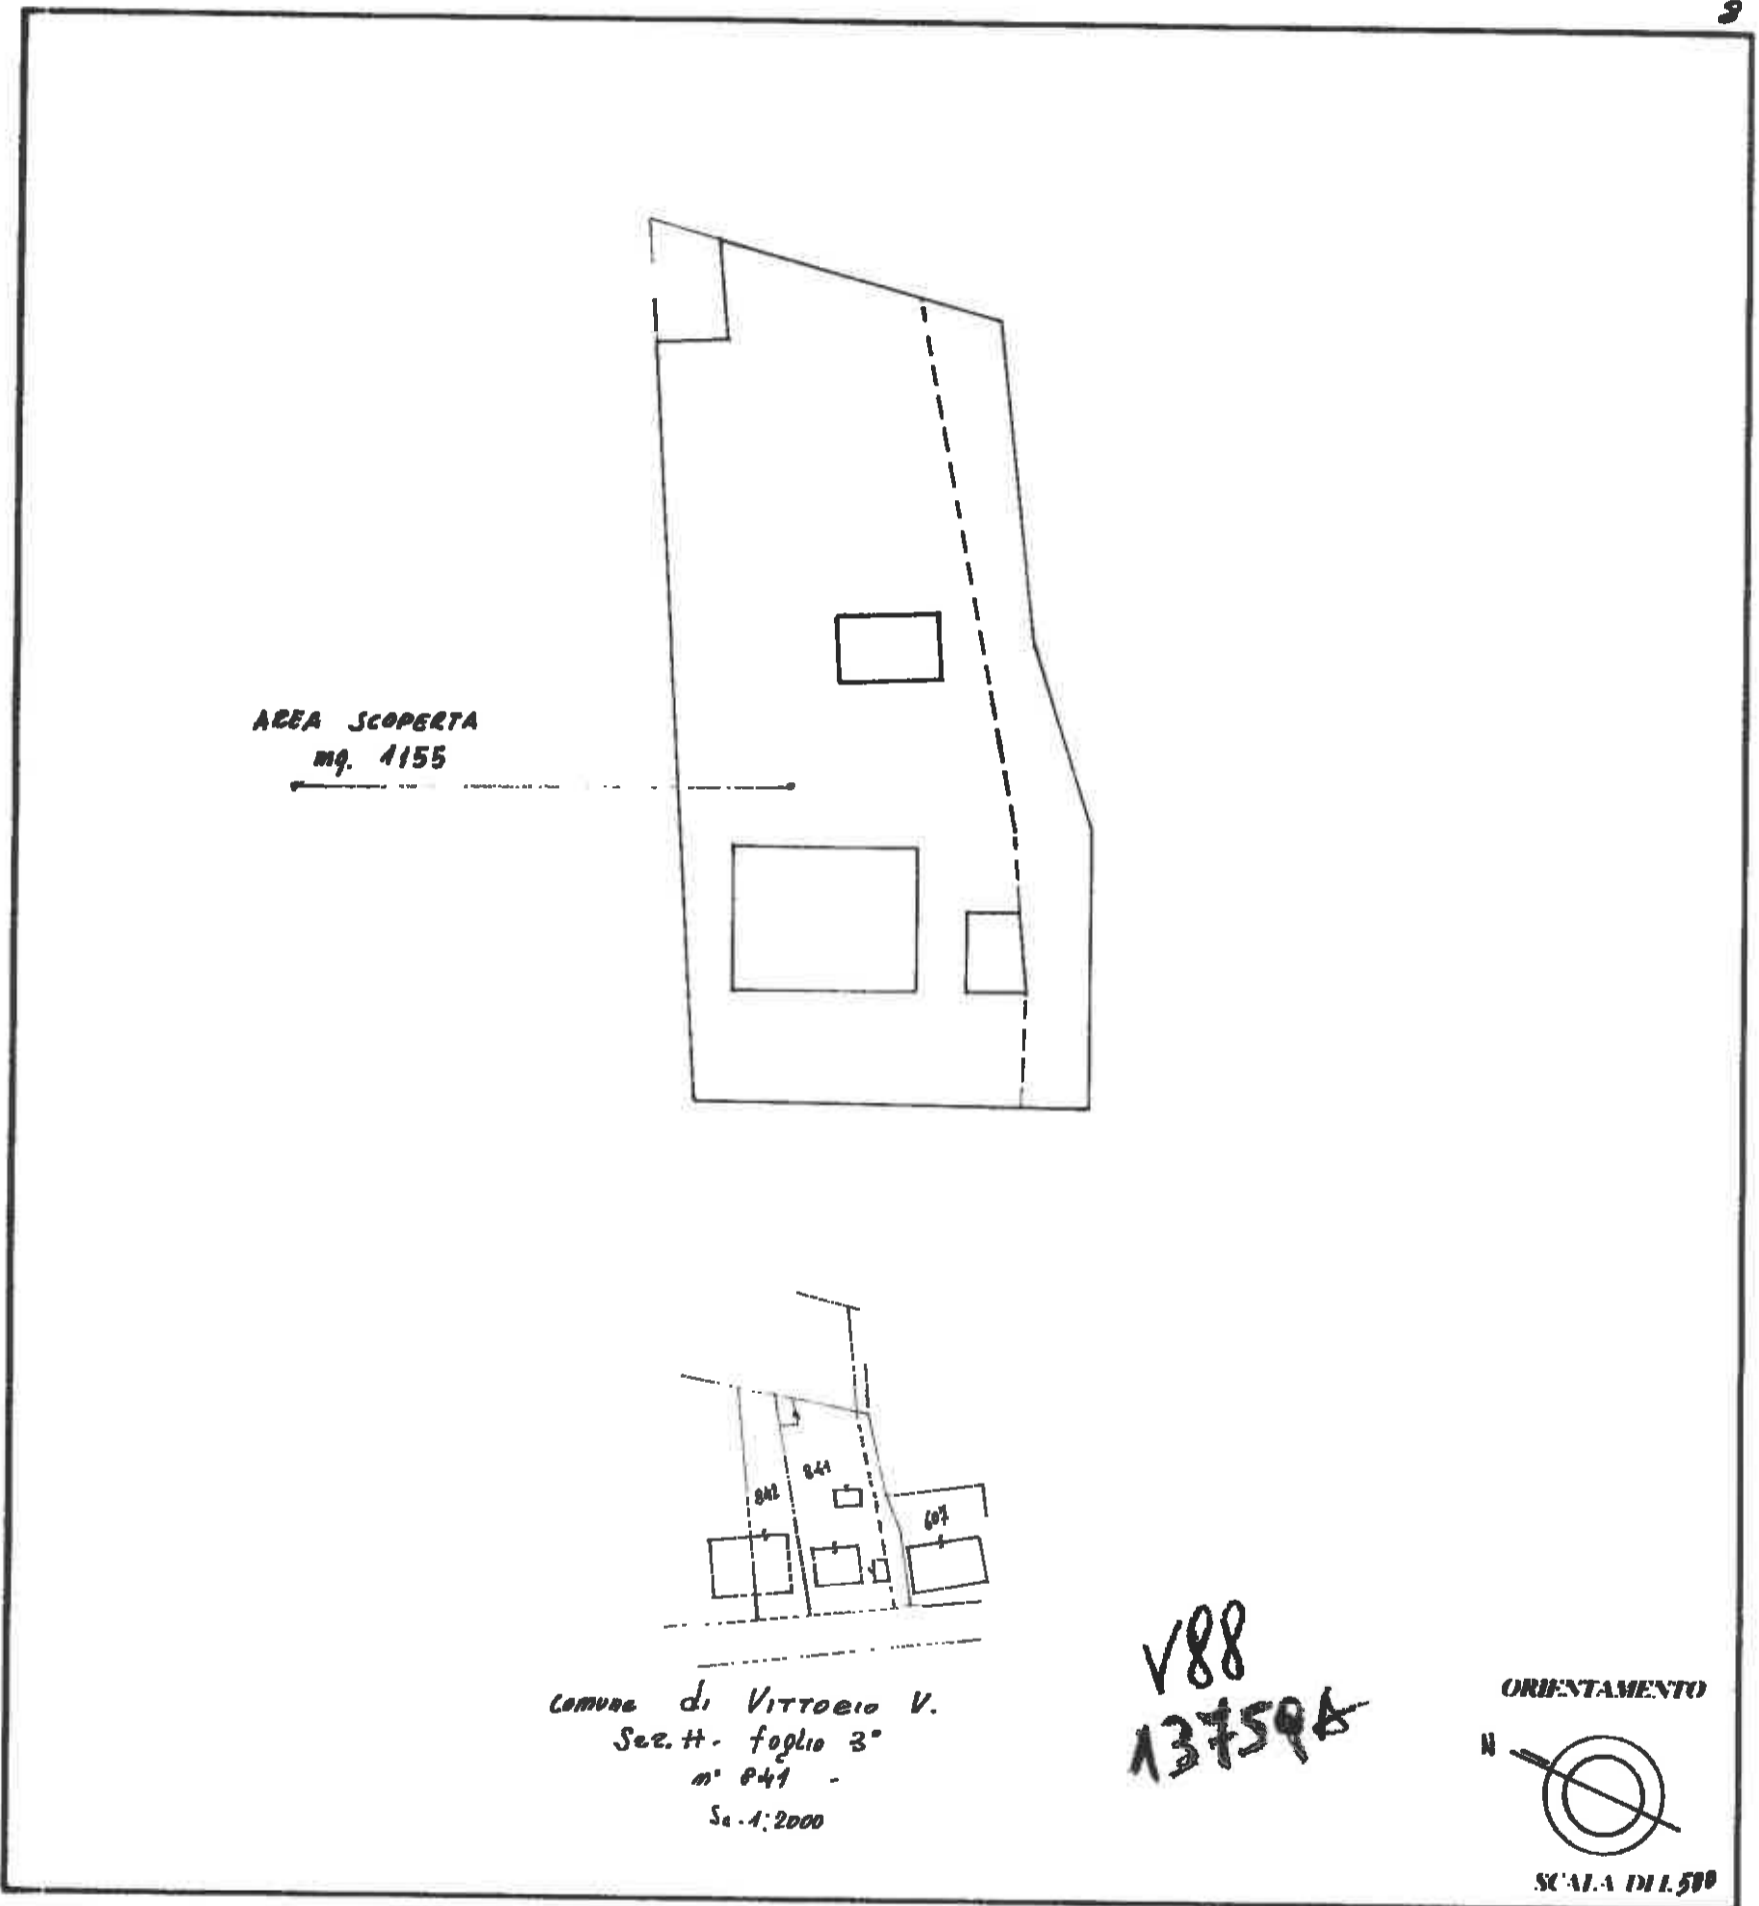 AREA SCOPERTA
mq. 1155
842
841
607
Comune di VITTORIO V.
Sez. H. foglio 3°
n° 841 -
Sc. 1:2000
V88
13759A
ORIENTAMENTO
N
SCALA DI 1:500